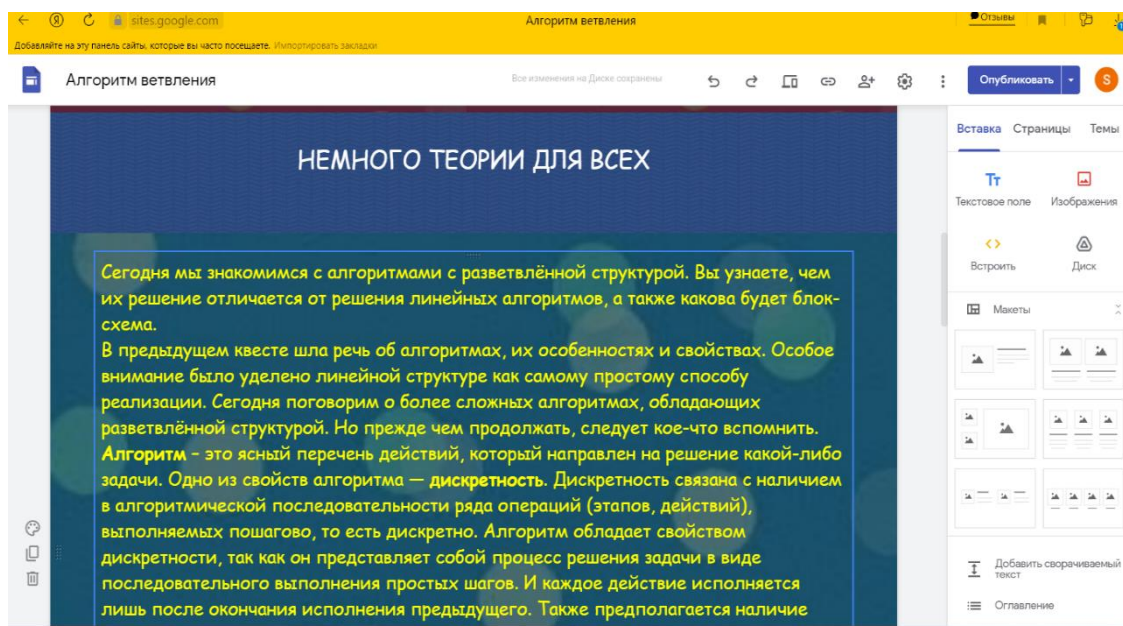 sites.google.com
Алгоритм ветвления
Отзывы
Добавляйте на эту панель сайты, которые вы часто посещаете. Импортировать закладки
Алгоритм ветвления
Все изменения на Диске сохранены
Опубликовать
S
НЕМНОГО ТЕОРИИ ДЛЯ ВСЕХ
Сегодня мы знакомимся с алгоритмами с разветвлённой структурой. Вы узнаете, чем
их решение отличается от решения линейных алгоритмов, а также какова будет блок-
схема.
В предыдущем квесте шла речь об алгоритмах, их особенностях и свойствах. Особое
внимание было уделено линейной структуре как самому простому способу
реализации. Сегодня поговорим о более сложных алгоритмах, обладающих
разветвлённой структурой. Но прежде чем продолжать, следует кое-что вспомнить.
Алгоритм – это ясный перечень действий, который направлен на решение какой-либо
задачи. Одно из свойств алгоритма — дискретность. Дискретность связана с наличием
в алгоритмической последовательности ряда операций (этапов, действий),
выполняемых пошагово, то есть дискретно. Алгоритм обладает свойством
дискретности, так как он представляет собой процесс решения задачи в виде
последовательного выполнения простых шагов. И каждое действие исполняется
лишь после окончания исполнения предыдущего. Также предполагается наличие
Вставка Страницы Темы
Текстовое поле Изображения
Встроить Диск
Макеты
Добавить сворачиваемый
текст
Оглавление